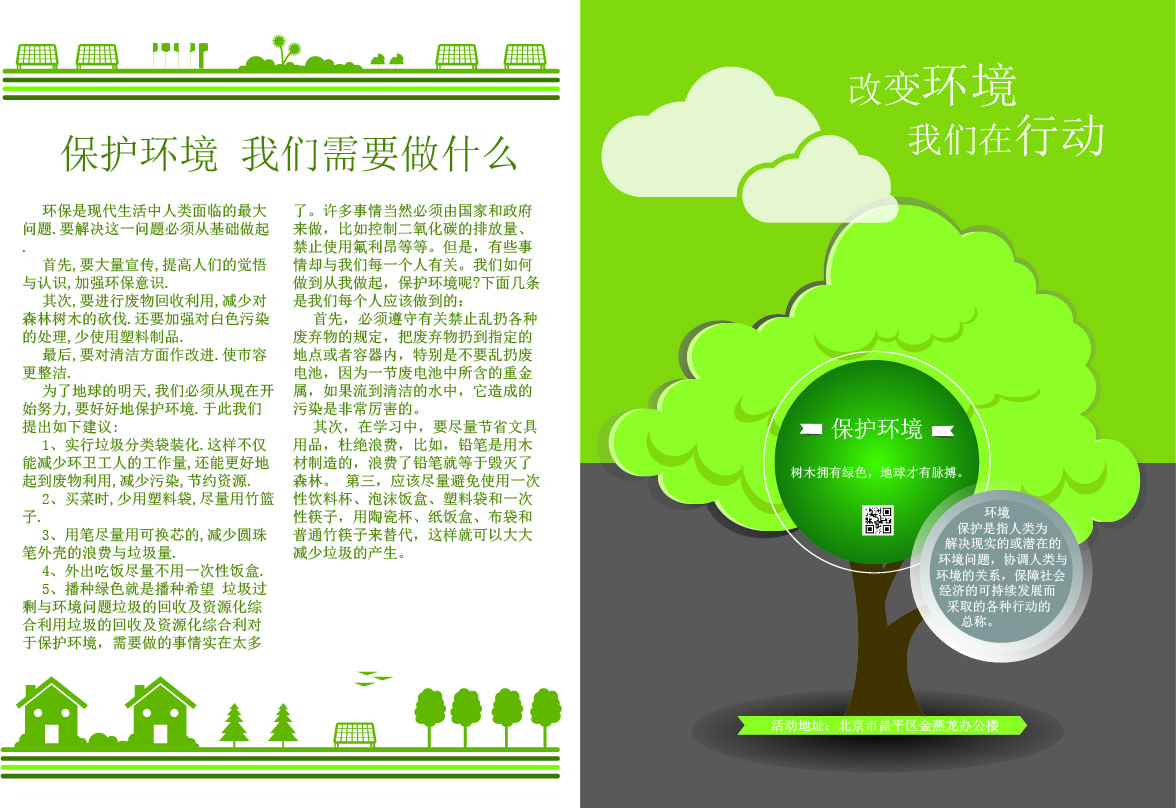 保护环境 我们需要做什么
环保是现代生活中人类面临的最大
问题.要解决这一问题必须从基础做起
.
首先,要大量宣传,提高人们的觉悟
与认识,加强环保意识.
其次,要进行废物回收利用,减少对
森林树木的砍伐.还要加强对白色污染
的处理,少使用塑料制品.
最后,要对清洁方面作改进.使市容
更整洁.
为了地球的明天,我们必须从现在开
始努力,要好好地保护环境.于此我们
提出如下建议:
1、实行垃圾分类袋装化.这样不仅
能减少环卫工人的工作量,还能更好地
起到废物利用,减少污染,节约资源.
2、买菜时,少用塑料袋,尽量用竹篮
子.
3、用笔尽量用可换芯的,减少圆珠
笔外壳的浪费与垃圾量.
4、外出吃饭尽量不用一次性饭盒.
5、播种绿色就是播种希望 垃圾过
剩与环境问题垃圾的回收及资源化综
合利用垃圾的回收及资源化综合利对
于保护环境，需要做的事情实在太多
了。许多事情当然必须由国家和政府
来做，比如控制二氧化碳的排放量、
禁止使用氟利昂等等。但是，有些事
情却与我们每一个人有关。我们如何
做到从我做起，保护环境呢?下面几条
是我们每个人应该做到的：
首先，必须遵守有关禁止乱扔各种
废弃物的规定，把废弃物扔到指定的
地点或者容器内，特别是不要乱扔废
电池，因为一节废电池中所含的重金
属，如果流到清洁的水中，它造成的
污染是非常厉害的。
其次，在学习中，要尽量节省文具
用品，杜绝浪费，比如，铅笔是用木
材制造的，浪费了铅笔就等于毁灭了
森林。 第三，应该尽量避免使用一次
性饮料杯、泡沫饭盒、塑料袋和一次
性筷子，用陶瓷杯、纸饭盒、布袋和
普通竹筷子来替代，这样就可以大大
减少垃圾的产生。
改变环境
我们在行动
保护环境
树木拥有绿色，地球才有脉搏。
环境
保护是指人类为
解决现实的或潜在的
环境问题，协调人类与
环境的关系，保障社会
经济的可持续发展而
采取的各种行动的
总称。
活动地址：北京市昌平区金燕龙办公楼